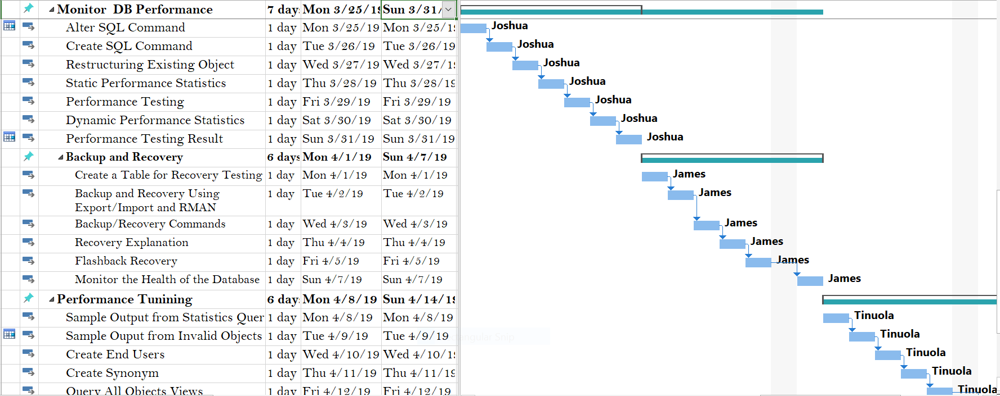 Monitor  DB Performance 7 day Mon 3/25/19 Sun 3/31/
Alter SQL Command 1 day Mon 3/25/19 Mon 3/25/19 Joshua
Create SQL Command 1 day Tue 3/26/19 Tue 3/26/19 Joshua
Restructuring Existing Object 1 day Wed 3/27/19 Wed 3/27/19 Joshua
Static Performance Statistics 1 day Thu 3/28/19 Thu 3/28/19 Joshua
Performance Testing 1 day Fri 3/29/19 Fri 3/29/19 Joshua
Dynamic Performance Statistics 1 day Sat 3/30/19 Sat 3/30/19 Joshua
Performance Testing Result 1 day Sun 3/31/19 Sun 3/31/19 Joshua
Backup and Recovery 6 days Mon 4/1/19 Sun 4/7/19
Create a Table for Recovery Testing 1 day Mon 4/1/19 Mon 4/1/19 James
Backup and Recovery Using 1 day Tue 4/2/19 Tue 4/2/19 James
Export/Import and RMAN
Backup/Recovery Commands 1 day Wed 4/3/19 Wed 4/3/19 James
Recovery Explanation 1 day Thu 4/4/19 Thu 4/4/19 James
Flashback Recovery 1 day Fri 4/5/19 Fri 4/5/19 James
Monitor the Health of the Database 1 day Sun 4/7/19 Sun 4/7/19 James
Performance Tunining 6 day Mon 4/8/19 Sun 4/14/19
Sample Output from Statistics Quer 1 day Mon 4/8/19 Mon 4/8/19 Tinuola
Sample Ouput from Invalid Objects 1 day Tue 4/9/19 Tue 4/9/19 Tinuola
Create End Users 1 day Wed 4/10/19 Wed 4/10/19 Tinuola
Create Synonym 1 day Thu 4/11/19 Thu 4/11/19 Tinuola
Query All Objects Views 1 day Fri 4/12/19 Fri 4/12/19 Tinuola